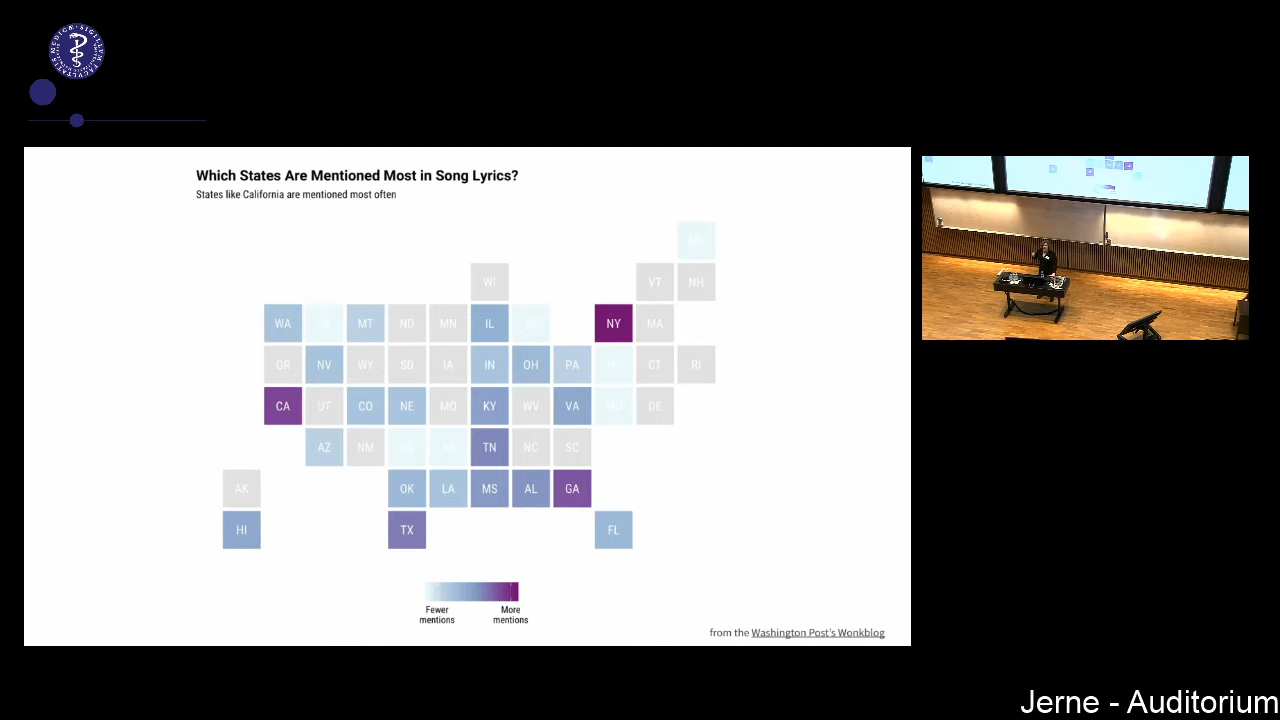 Which States Are Mentioned Most in Song Lyrics?
States like California are mentioned most often
ME
WI VT NH
WA MT ND MN IL NY MA
OR NV WY SD IA IN OH PA CT RI
CA UT CO NE MO KY WV VA DE
AZ NM TN NC SC
AK OK LA MS AL GA
HI TX FL
Fewer mentions
More mentions
from the Washington Post's Wonkblog
Jerne - Auditorium